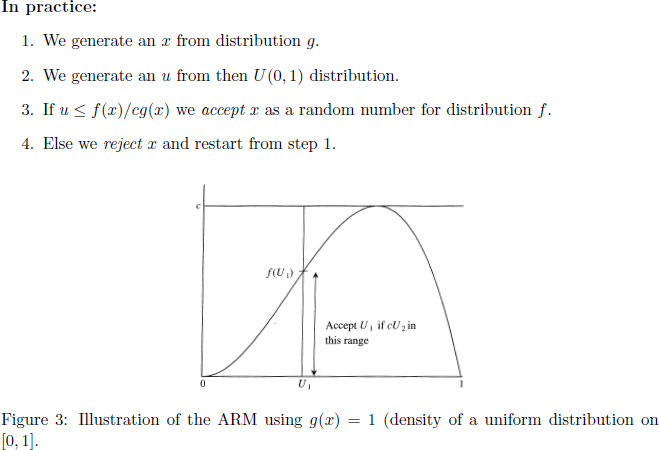 In practice:
1. We generate an x from distribution g.
2. We generate an u from then U(0, 1) distribution.
3. If u ≤ f(x)/cg(x) we accept x as a random number for distribution f.
4. Else we reject x and restart from step 1.
c
f(U₁)
Accept U₁ if cU₂ in
this range
0 U₁ 1
Figure 3: Illustration of the ARM using g(x) = 1 (density of a uniform distribution on
[0, 1].